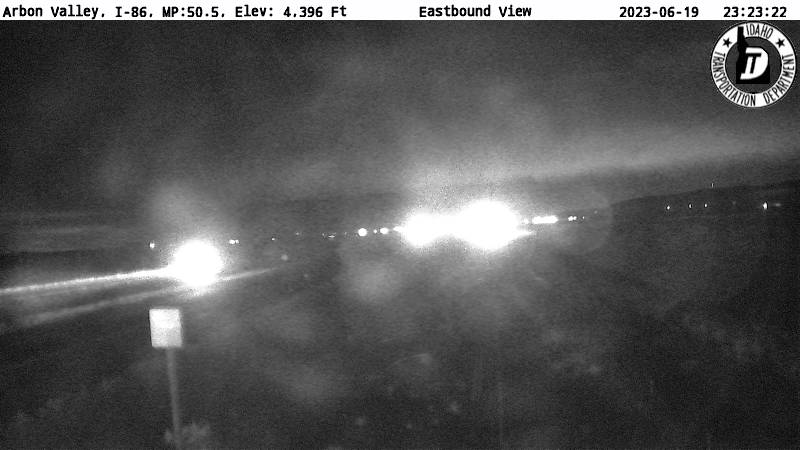 Arbon Valley, I-86, MP:50.5, Elev: 4,396 Ft Eastbound View 2023-06-19 23:23:22
IDAHO
TRANSPORTATION DEPARTMENT